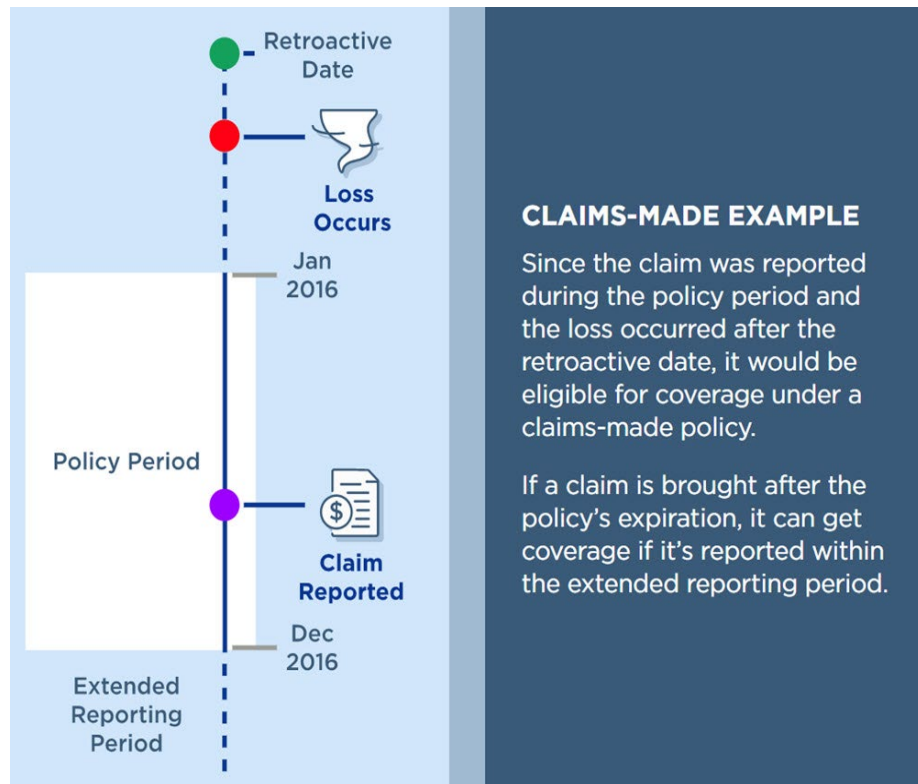 Retroactive
Date
Loss
Occurs
Jan
2016
Policy Period
$
Claim
Reported
Dec
2016
Extended
Reporting
Period
CLAIMS-MADE EXAMPLE
Since the claim was reported
during the policy period and
the loss occurred after the
retroactive date, it would be
eligible for coverage under a
claims-made policy.
If a claim is brought after the
policy’s expiration, it can get
coverage if it’s reported within
the extended reporting period.